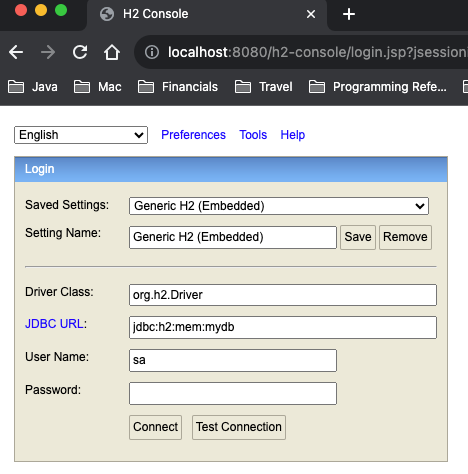 H2 Console
localhost:8080/h2-console/login.jsp?jsession
Java Mac Financials Travel Programming Refe...
English Preferences Tools Help
Login
Saved Settings: Generic H2 (Embedded)
Setting Name: Generic H2 (Embedded) Save Remove
Driver Class: org.h2.Driver
JDBC URL: jdbc:h2:mem:mydb
User Name: sa
Password:
Connect Test Connection